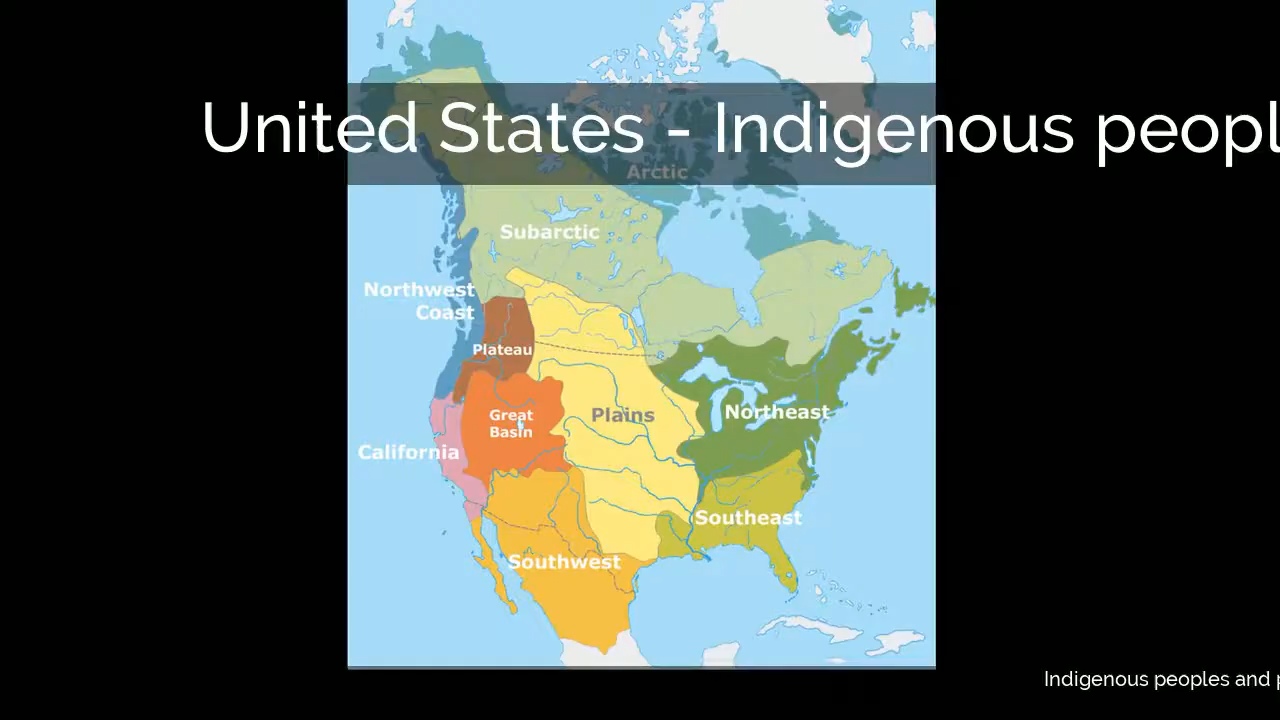 United States - Indigenous peopl
Arctic
Subarctic
Northwest
Coast
Plateau
Great
Basin
Plains
Northeast
California
Southeast
Southwest
Indigenous peoples and p